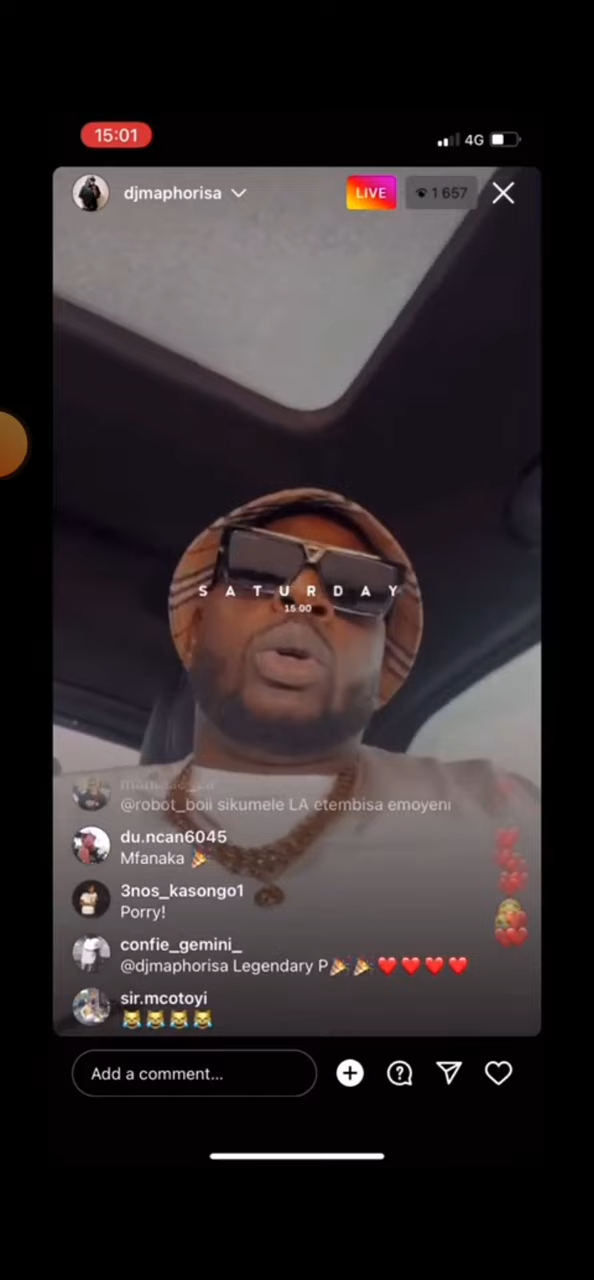 15:01
4G
djmaphorisa
LIVE
1 657
SATURDAY
15:00
@robot_boii sikumele LA etembisa emoyeni
du.ncan6045
Mfanaka 🎉
3nos_kasongo1
Porry!
confie_gemini_
@djmaphorisa Legendary P🎉🎉❤️❤️❤️❤️
sir.mcotoyi
😹😹😹😹
Add a comment...